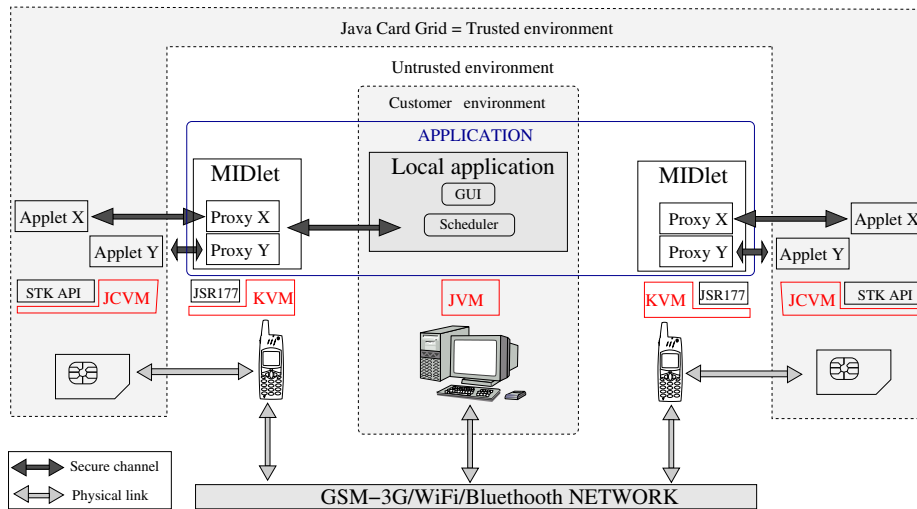 Java Card Grid = Trusted environment
Untrusted environment
Customer environment
APPLICATION
MIDlet
Local application
MIDlet
GUI
Scheduler
Applet X
Proxy X
Proxy X
Applet X
Applet Y
Proxy Y
Proxy Y
Applet Y
STK API
JCVM
JSR177
KVM
JVM
KVM
JSR177
JCVM
STK API
Secure channel
Physical link
GSM−3G/WiFi/Bluethooth NETWORK